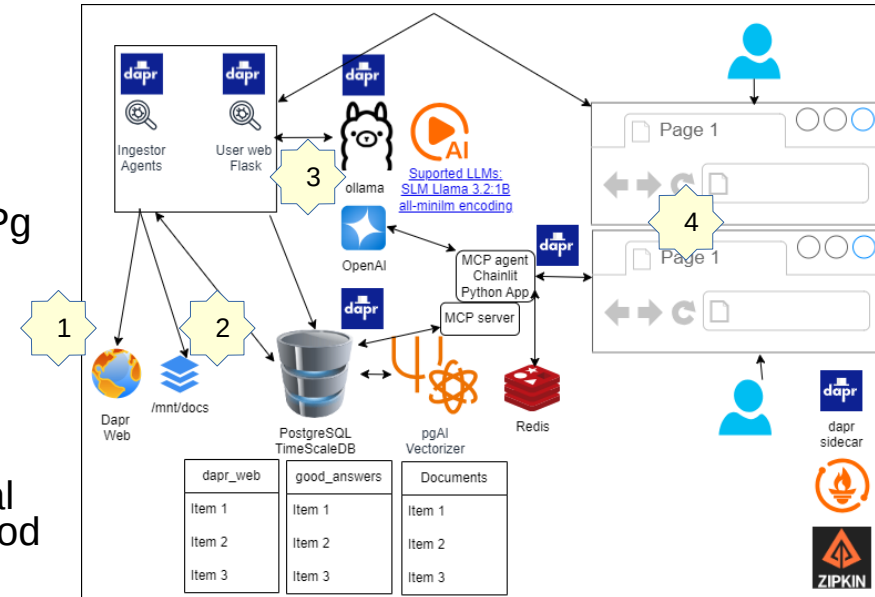 Pg
al
od
dapr
Ingestor
Agents
dapr
User web
Flask
dapr
ollama
AI
Suported LLMs:
SLM Llama 3.2:1B
all-minilm encoding
OpenAI
MCP agent
Chainlit
Python App
MCP server
dapr
dapr
1
2
3
4
Page 1
Page 1
Dapr
Web
/mnt/docs
PostgreSQL
TimeScaleDB
pgAI
Vectorizer
Redis
dapr
dapr
sidecar
ZIPKIN
dapr_web
Item 1
Item 2
Item 3
good_answers
Item 1
Item 2
Item 3
Documents
Item 1
Item 2
Item 3